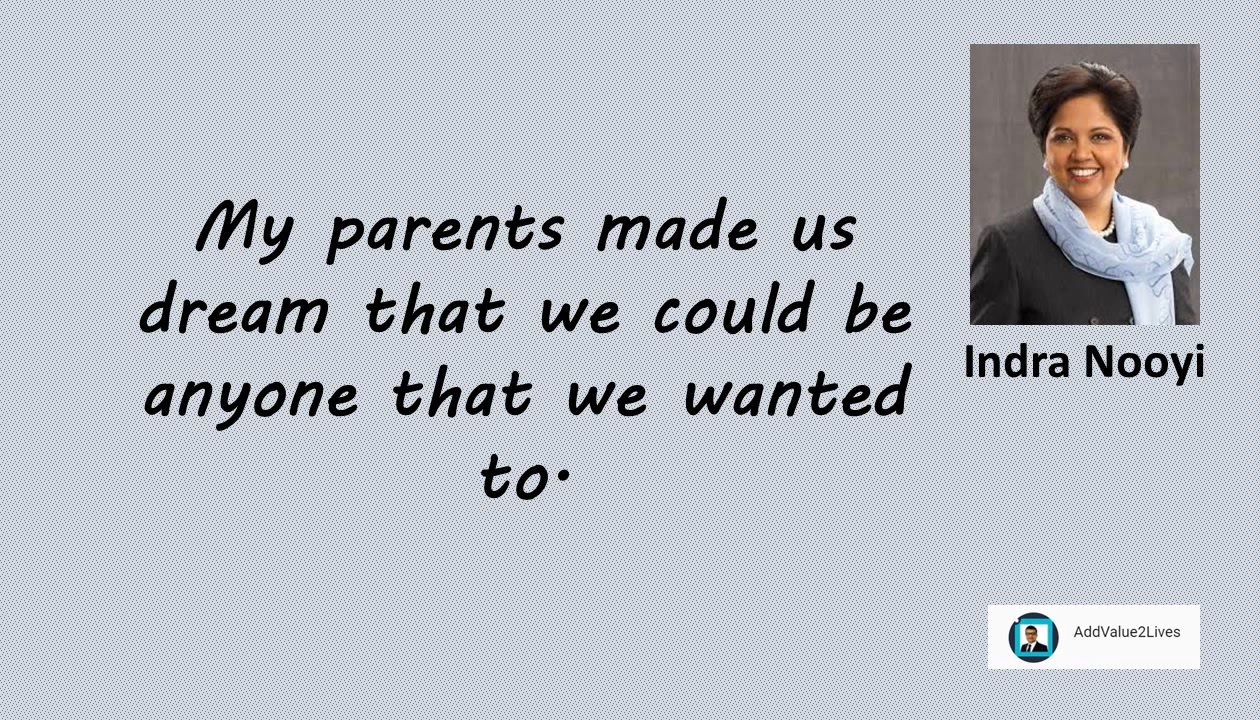 My parents made us
dream that we could be
anyone that we wanted
to.
Indra Nooyi
AddValue2Lives